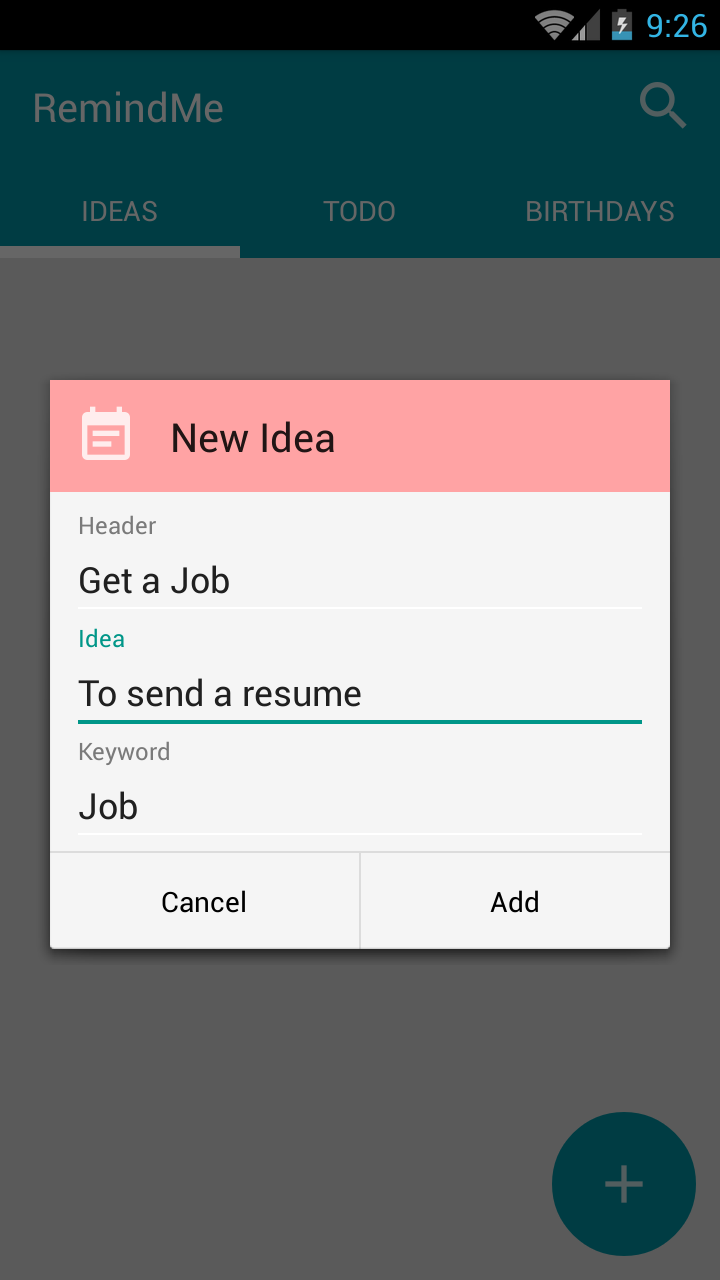 9:26
RemindMe
IDEAS TODO BIRTHDAYS
New Idea
Header
Get a Job
Idea
To send a resume
Keyword
Job
Cancel Add